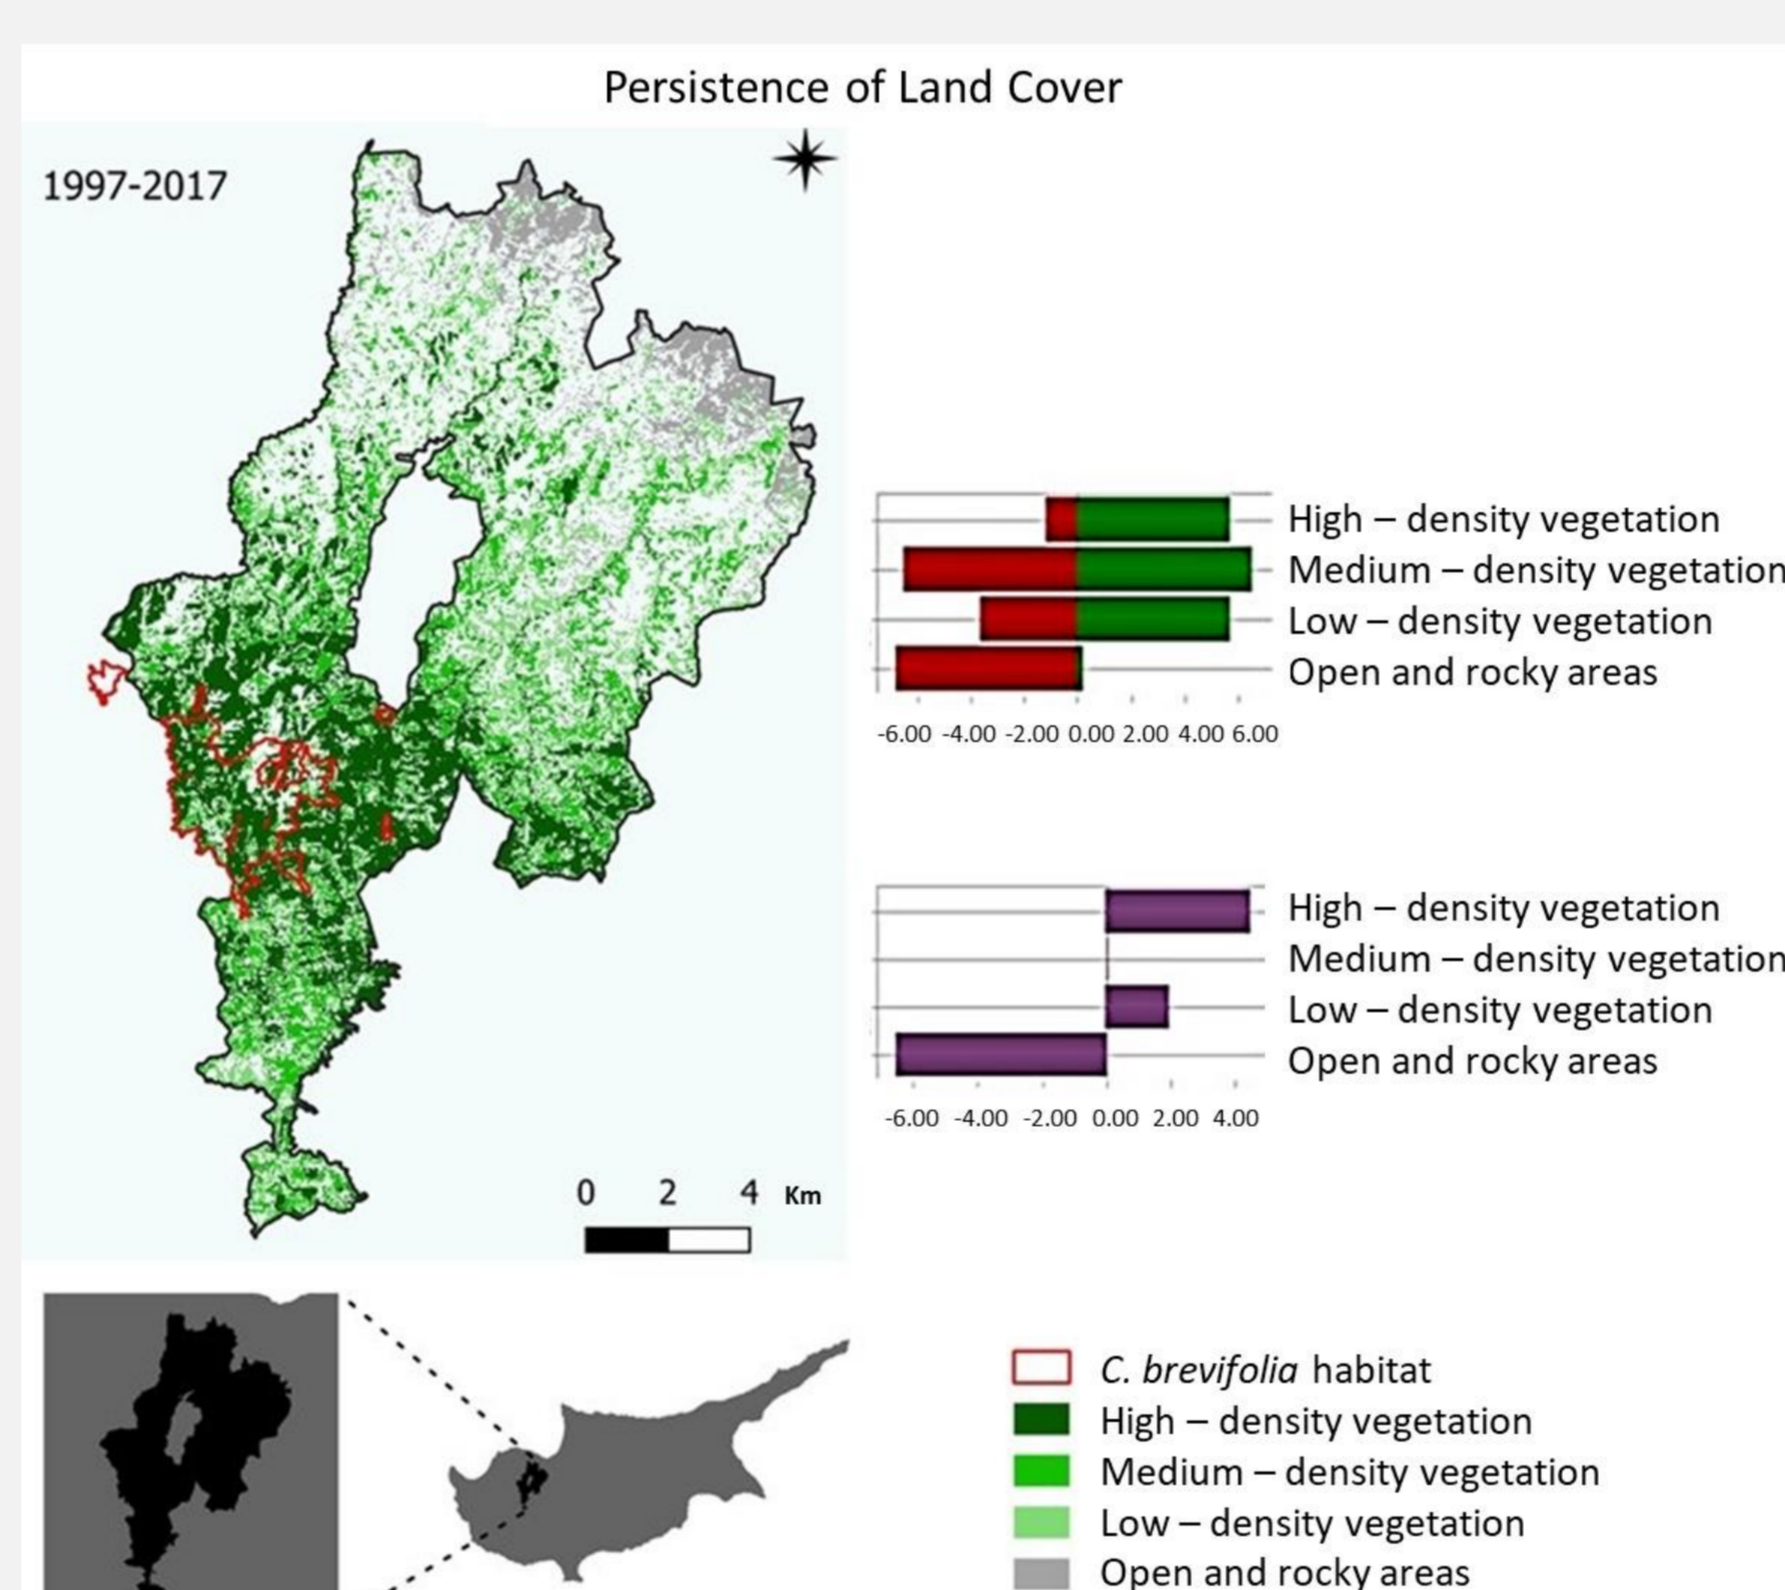 Persistence of Land Cover
1997-2017
High – density vegetation
Medium – density vegetation
Low – density vegetation
Open and rocky areas
-6.00 -4.00 -2.00 0.00 2.00 4.00 6.00
High – density vegetation
Medium – density vegetation
Low – density vegetation
Open and rocky areas
-6.00 -4.00 -2.00 0.00 2.00 4.00
0 2 4 Km
C. brevifolia habitat
High – density vegetation
Medium – density vegetation
Low – density vegetation
Open and rocky areas